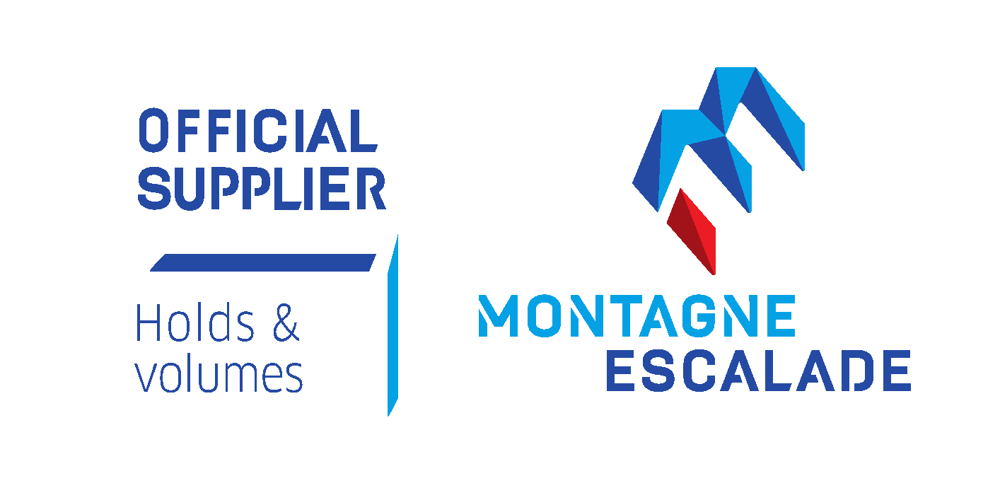 OFFICIAL
SUPPLIER
Holds &
volumes
MONTAGNE
ESCALADE